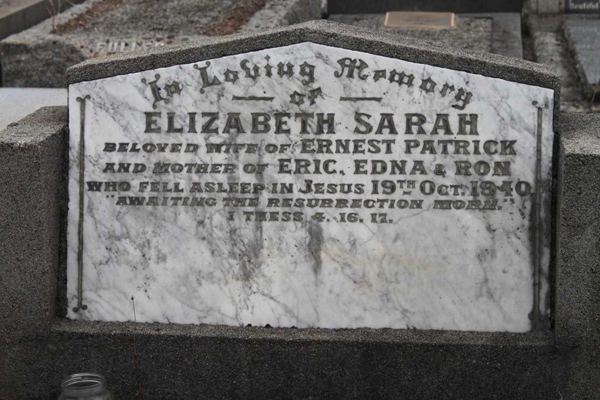 In Loving Memory
of
ELIZABETH SARAH
BELOVED WIFE OF ERNEST PATRICK
AND MOTHER OF ERIC, EDNA & RON
WHO FELL ASLEEP IN JESUS 19TH OCT. 1940
"AWAITING THE RESURRECTION MORN."
I THESS 4. 16. 17.